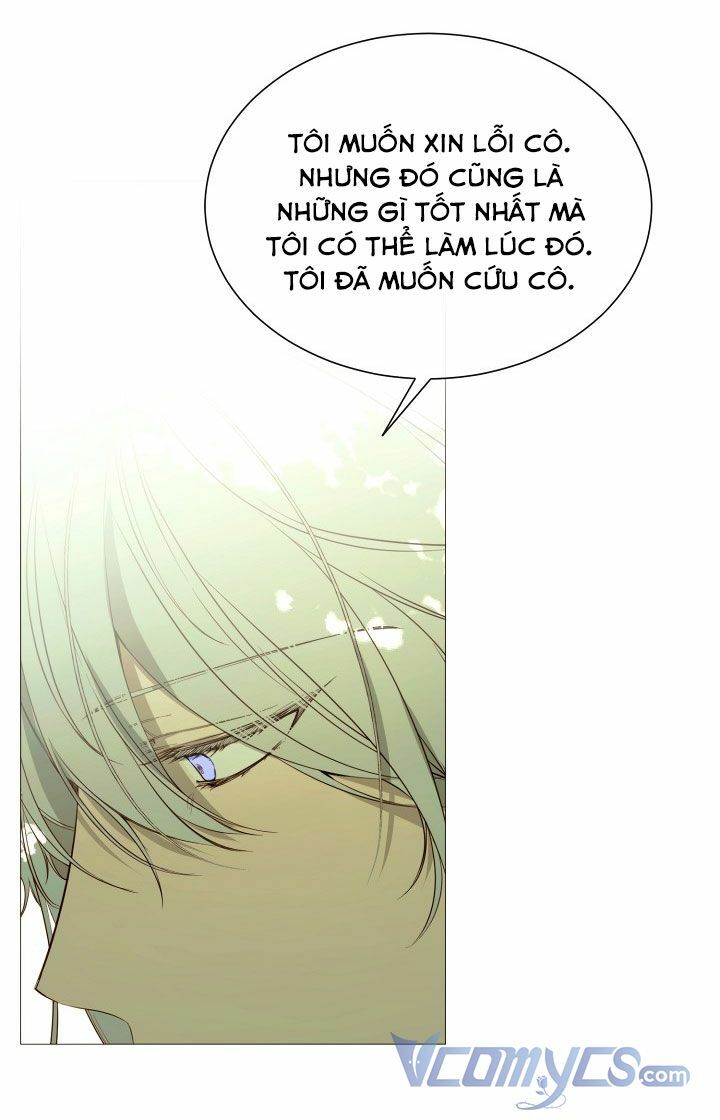 TÔI MUỐN XIN LỖI CÔ.
NHƯNG ĐÓ CŨNG LÀ
NHỮNG GÌ TỐT NHẤT MÀ
TÔI CÓ THỂ LÀM LÚC ĐÓ.
TÔI ĐÃ MUỐN CỨU CÔ.
VCOMYCS.com